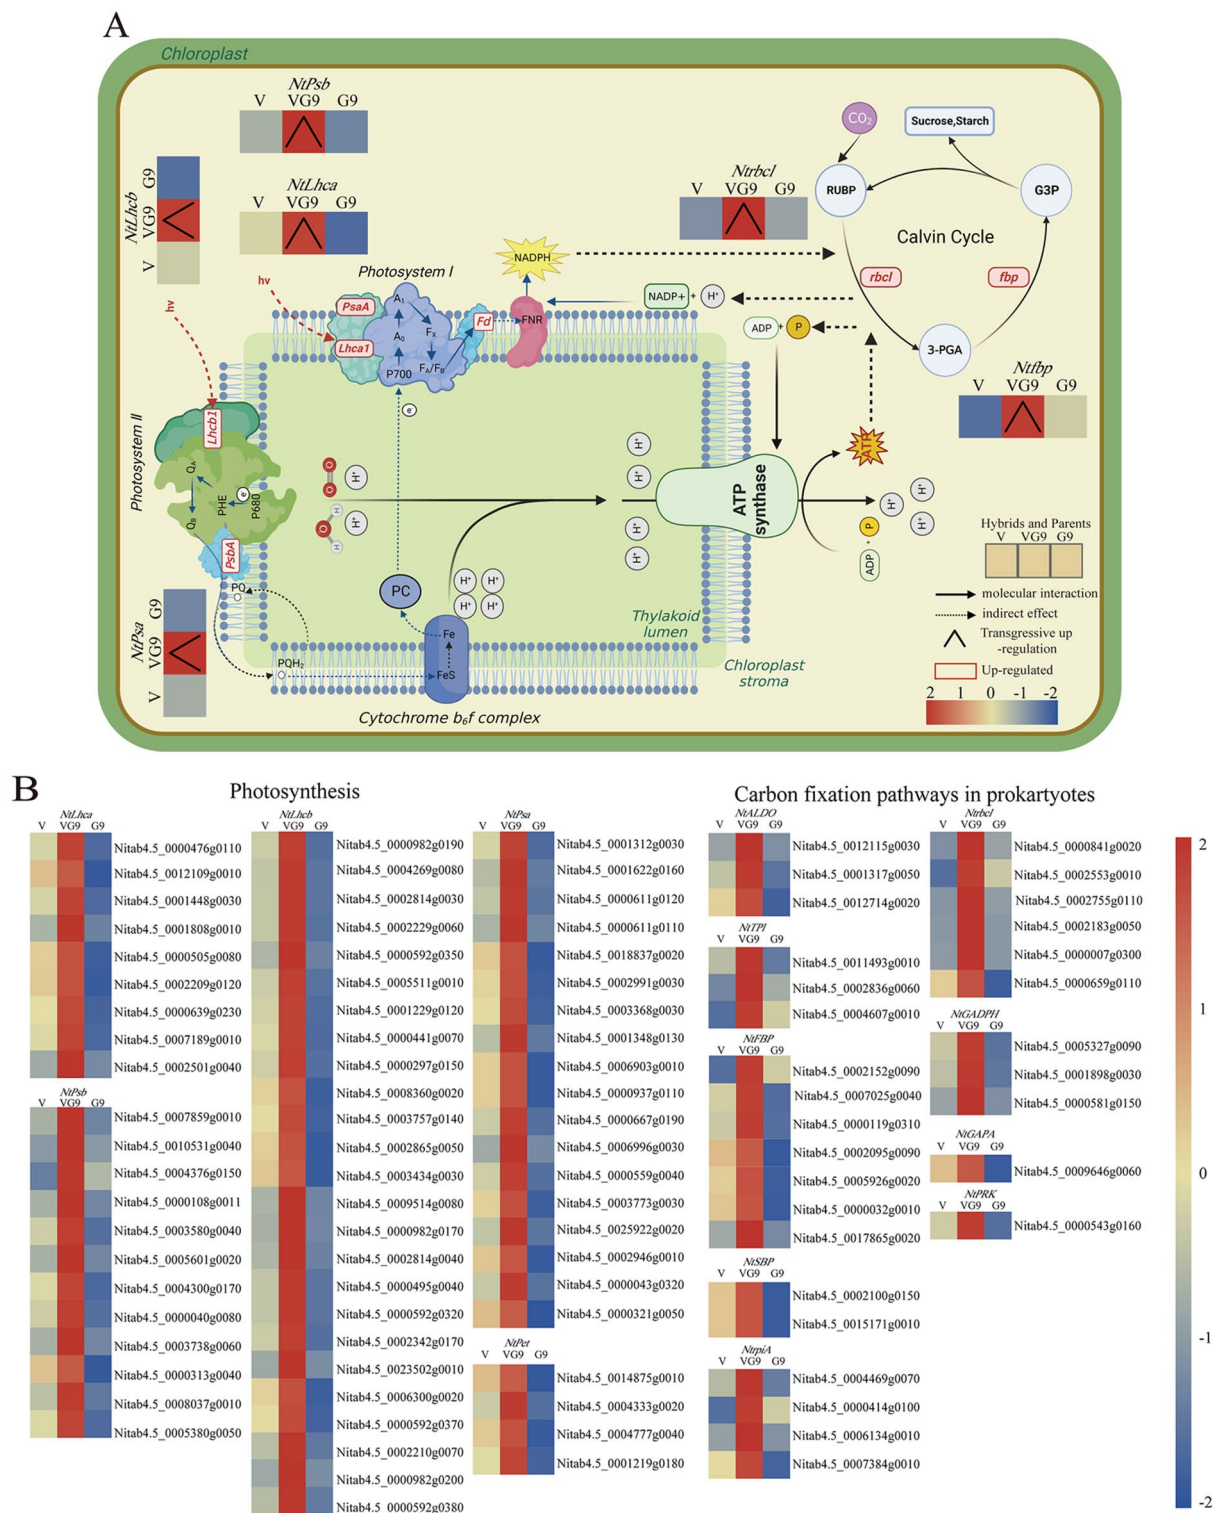 A
Chloroplast
NtPsb
V VG9 G9
NtLhcb
V VG9 G9
NtLhca
V VG9 G9
hv
hv
Photosystem I
PsaA
Lhca1
A₁
A₀
P700
Fₓ
F_A/F_B
Fd
FNR
NADPH
NADP+ + H⁺
Ntrbcl
V VG9 G9
CO₂
Sucrose,Starch
RUBP
G3P
Calvin Cycle
rbcl
fbp
3-PGA
ADP + P
Ntfbp
V VG9 G9
ATP
Photosystem II
Lhcb1
Q_A
Q_B
PHE
e⁻
P680
PsbA
PQ
PQH₂
e⁻
O O
H⁺
H O H
H⁺
PC
H⁺ H⁺
H⁺ H⁺
Fe
FeS
Cytochrome b₆f complex
H⁺
H⁺
H⁺
H⁺
ATP
synthase
H⁺
H⁺
H⁺
P
+
ADP
Thylakoid
lumen
Chloroplast
stroma
NtPsa
V VG9 G9
Hybrids and Parents
V VG9 G9
molecular interaction
indirect effect
Transgressive up
-regulation
Up-regulated
2 1 0 -1 -2
B
Photosynthesis
Carbon fixation pathways in prokartyotes
NtLhca
V VG9 G9
Nitab4.5_0000476g0110
Nitab4.5_0012109g0010
Nitab4.5_0001448g0030
Nitab4.5_0001808g0010
Nitab4.5_0000505g0080
Nitab4.5_0002209g0120
Nitab4.5_0000639g0230
Nitab4.5_0007189g0010
Nitab4.5_0002501g0040
NtPsb
V VG9 G9
Nitab4.5_0007859g0010
Nitab4.5_0010531g0040
Nitab4.5_0004376g0150
Nitab4.5_0000108g0011
Nitab4.5_0003580g0040
Nitab4.5_0005601g0020
Nitab4.5_0004300g0170
Nitab4.5_0000040g0080
Nitab4.5_0003738g0060
Nitab4.5_0000313g0040
Nitab4.5_0008037g0010
Nitab4.5_0005380g0050
NtLhcb
V VG9 G9
Nitab4.5_0000982g0190
Nitab4.5_0004269g0080
Nitab4.5_0002814g0030
Nitab4.5_0002229g0060
Nitab4.5_0000592g0350
Nitab4.5_0005511g0010
Nitab4.5_0001229g0120
Nitab4.5_0000441g0070
Nitab4.5_0000297g0150
Nitab4.5_0008360g0020
Nitab4.5_0003757g0140
Nitab4.5_0002865g0050
Nitab4.5_0003434g0030
Nitab4.5_0009514g0080
Nitab4.5_0000982g0170
Nitab4.5_0002814g0040
Nitab4.5_0000495g0040
Nitab4.5_0000592g0320
Nitab4.5_0002342g0170
Nitab4.5_0023502g0010
Nitab4.5_0006300g0020
Nitab4.5_0000592g0370
Nitab4.5_0002210g0070
Nitab4.5_0000982g0200
Nitab4.5_0000592g0380
NtPsa
V VG9 G9
Nitab4.5_0001312g0030
Nitab4.5_0001622g0160
Nitab4.5_0000611g0120
Nitab4.5_0000611g0110
Nitab4.5_0018837g0020
Nitab4.5_0002991g0030
Nitab4.5_0003368g0030
Nitab4.5_0001348g0130
Nitab4.5_0006903g0010
Nitab4.5_0000937g0110
Nitab4.5_0000667g0190
Nitab4.5_0006996g0030
Nitab4.5_0000559g0040
Nitab4.5_0003773g0030
Nitab4.5_0025922g0020
Nitab4.5_0002946g0010
Nitab4.5_0000043g0320
Nitab4.5_0000321g0050
NtPet
V VG9 G9
Nitab4.5_0014875g0010
Nitab4.5_0004333g0020
Nitab4.5_0004777g0040
Nitab4.5_0001219g0180
NtALDO
V VG9 G9
Nitab4.5_0012115g0030
Nitab4.5_0001317g0050
Nitab4.5_0012714g0020
NtTPI
V VG9 G9
Nitab4.5_0011493g0010
Nitab4.5_0002836g0060
Nitab4.5_0004607g0010
NtFBP
V VG9 G9
Nitab4.5_0002152g0090
Nitab4.5_0007025g0040
Nitab4.5_0000119g0310
Nitab4.5_0002095g0090
Nitab4.5_0005926g0020
Nitab4.5_0000032g0010
Nitab4.5_0017865g0020
NtSBP
V VG9 G9
Nitab4.5_0002100g0150
Nitab4.5_0015171g0010
NtrpiA
V VG9 G9
Nitab4.5_0004469g0070
Nitab4.5_0000414g0100
Nitab4.5_0006134g0010
Nitab4.5_0007384g0010
Ntrbcl
V VG9 G9
Nitab4.5_0000841g0020
Nitab4.5_0002553g0010
Nitab4.5_0002755g0110
Nitab4.5_0002183g0050
Nitab4.5_0000007g0300
Nitab4.5_0000659g0110
NtGADPH
V VG9 G9
Nitab4.5_0005327g0090
Nitab4.5_0001898g0030
Nitab4.5_0000581g0150
NtGAPA
V VG9 G9
Nitab4.5_0009646g0060
NtPRK
V VG9 G9
Nitab4.5_0000543g0160
2
1
0
-1
-2